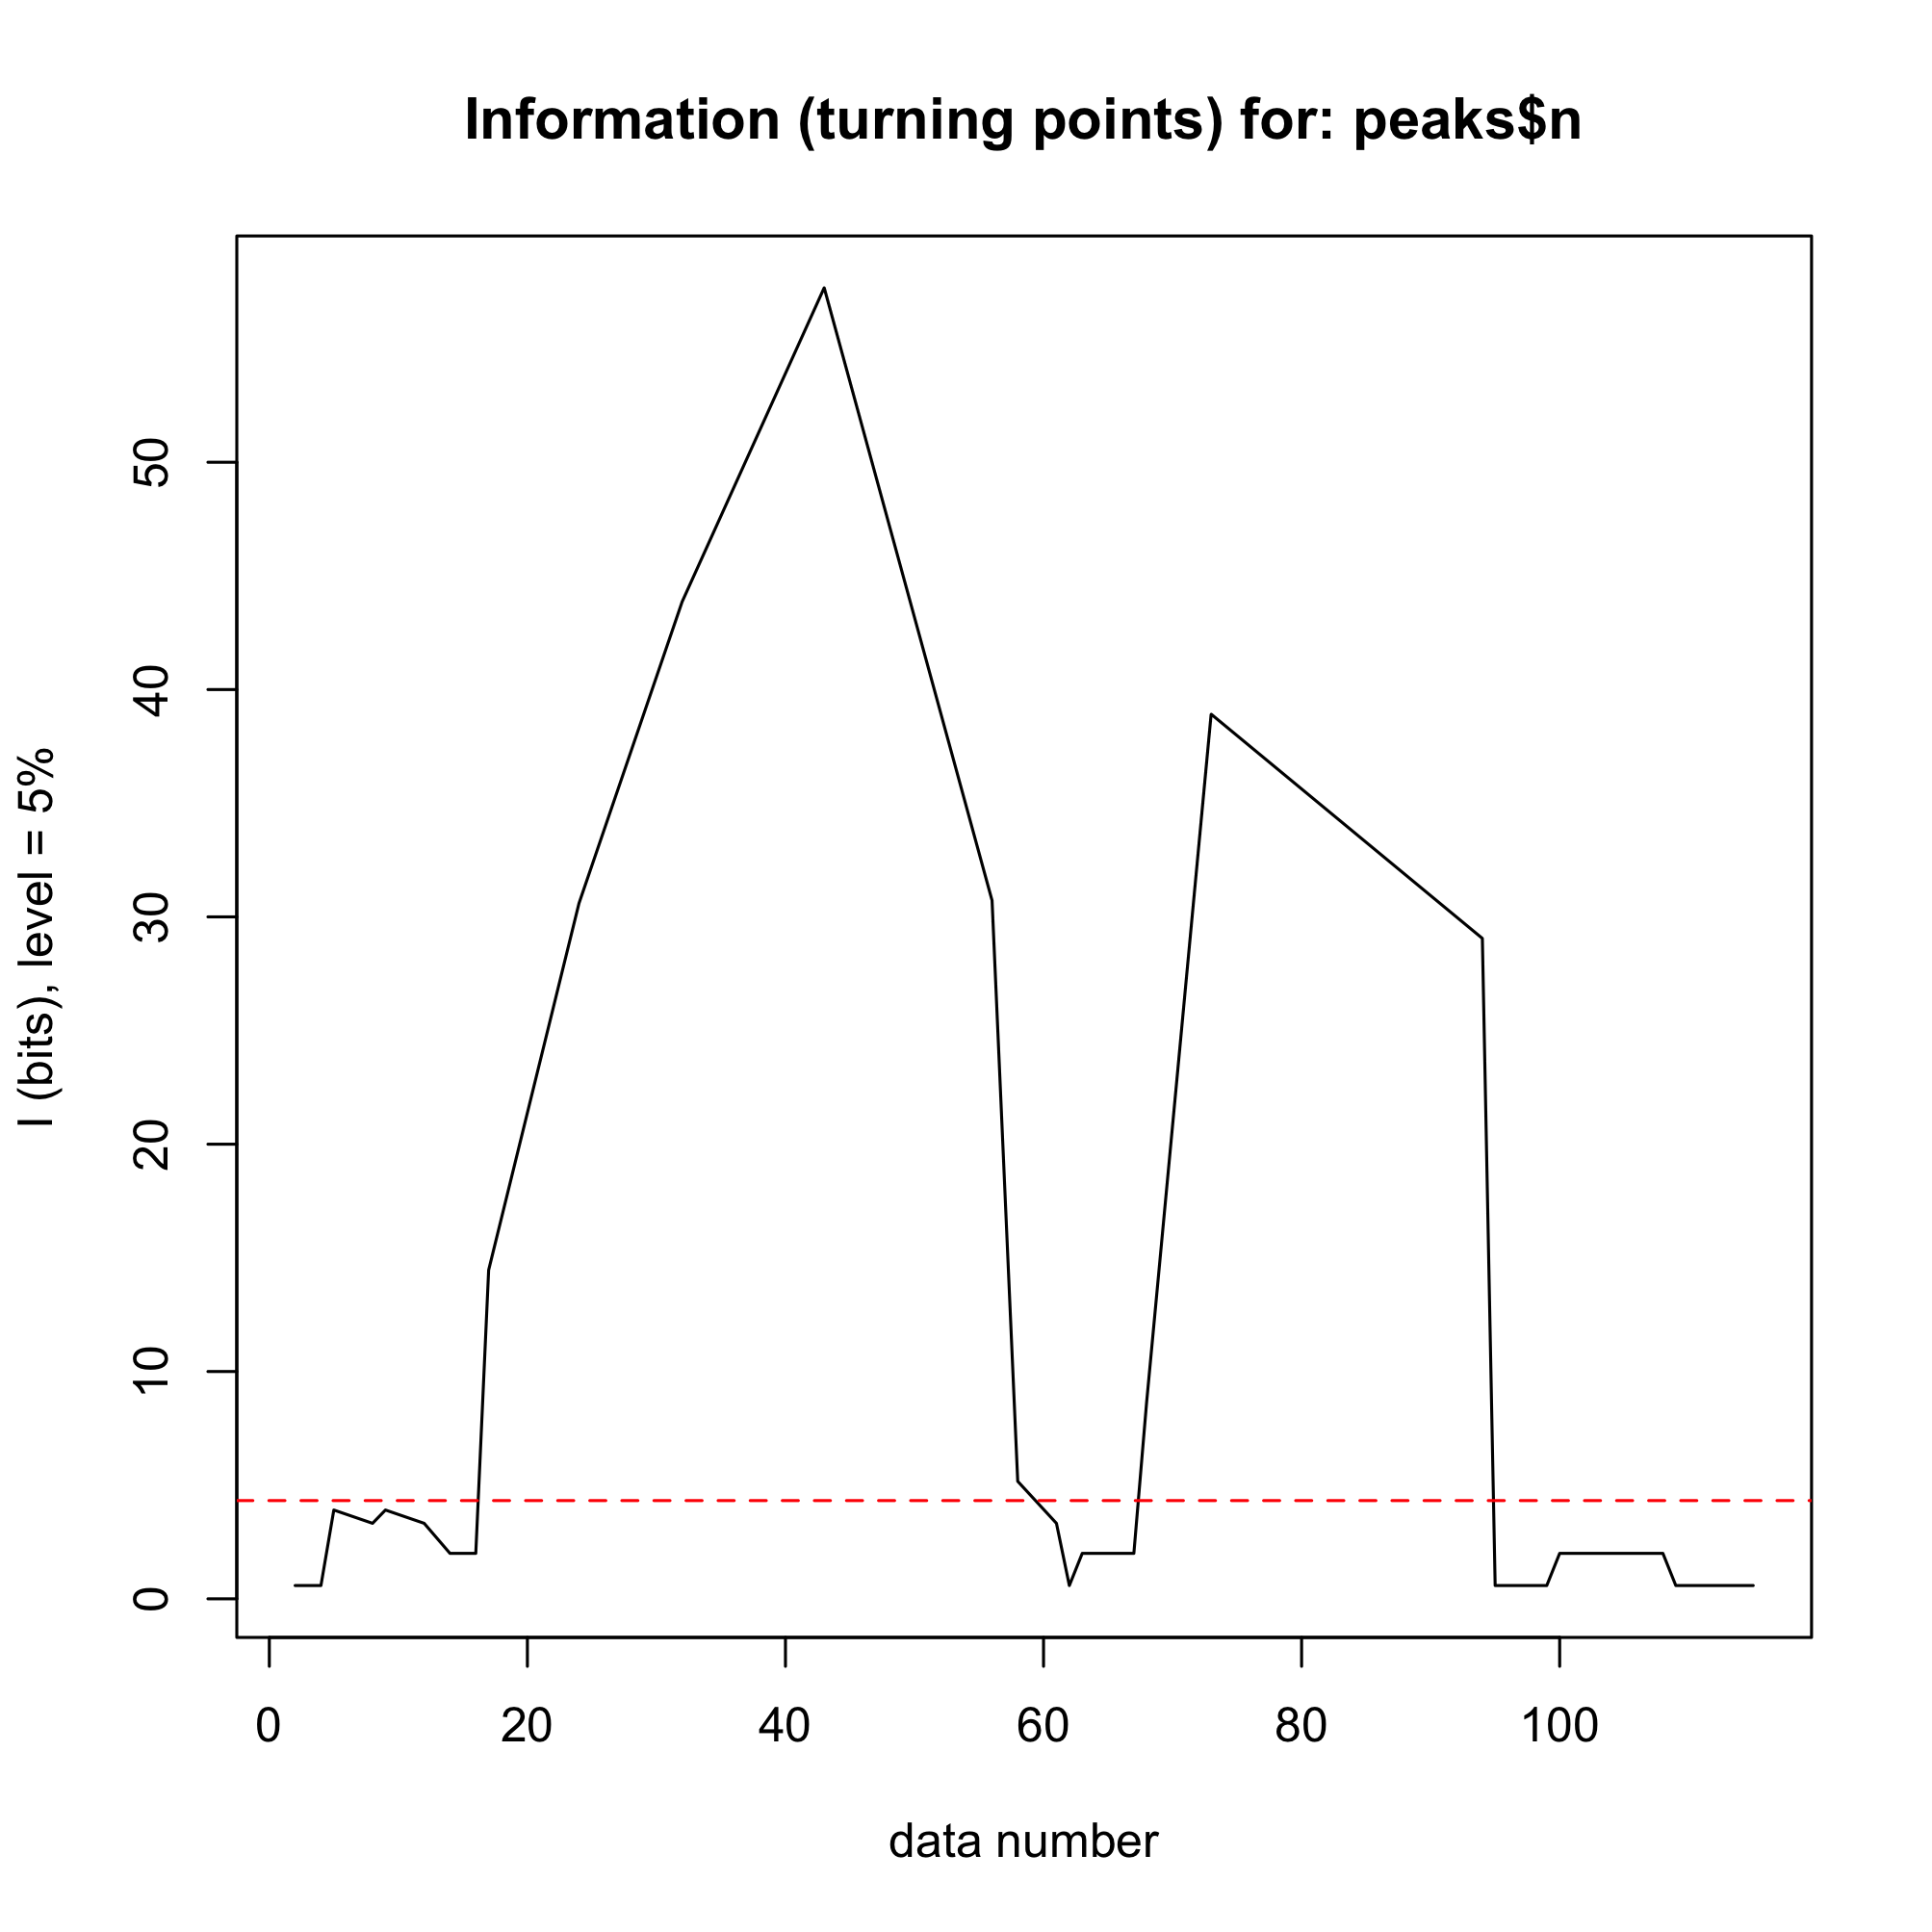 Information (turning points) for: peaks$n
I (bits), level = 5%
50
40
30
20
10
0
0 20 40 60 80 100
data number